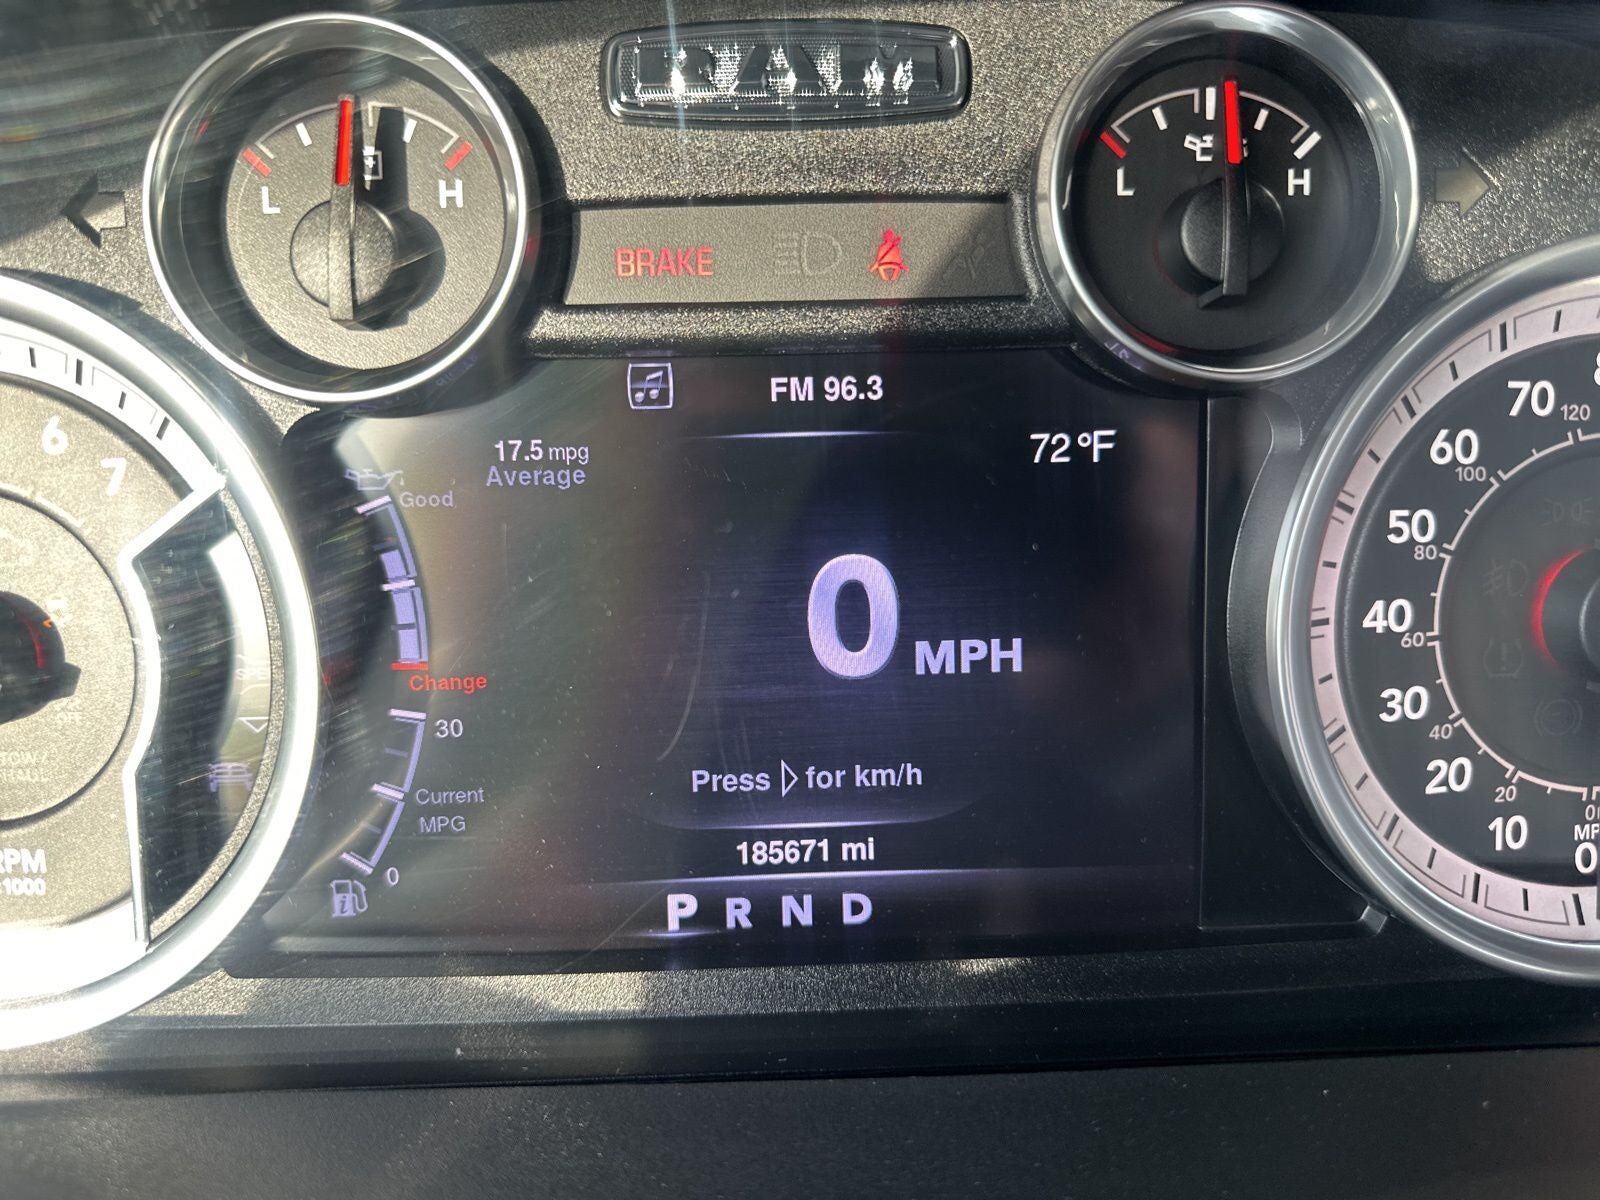 RAM
L H
L H
BRAKE
FM 96.3
17.5 mpg
Average
72 °F
Good
Change
0 MPH
30
Current
MPG
0
Press ▷ for km/h
185671 mi
P R N D
6
7
RPM
1000
70
120
60
100
50
80
40
60
30
40
20
20
10
0